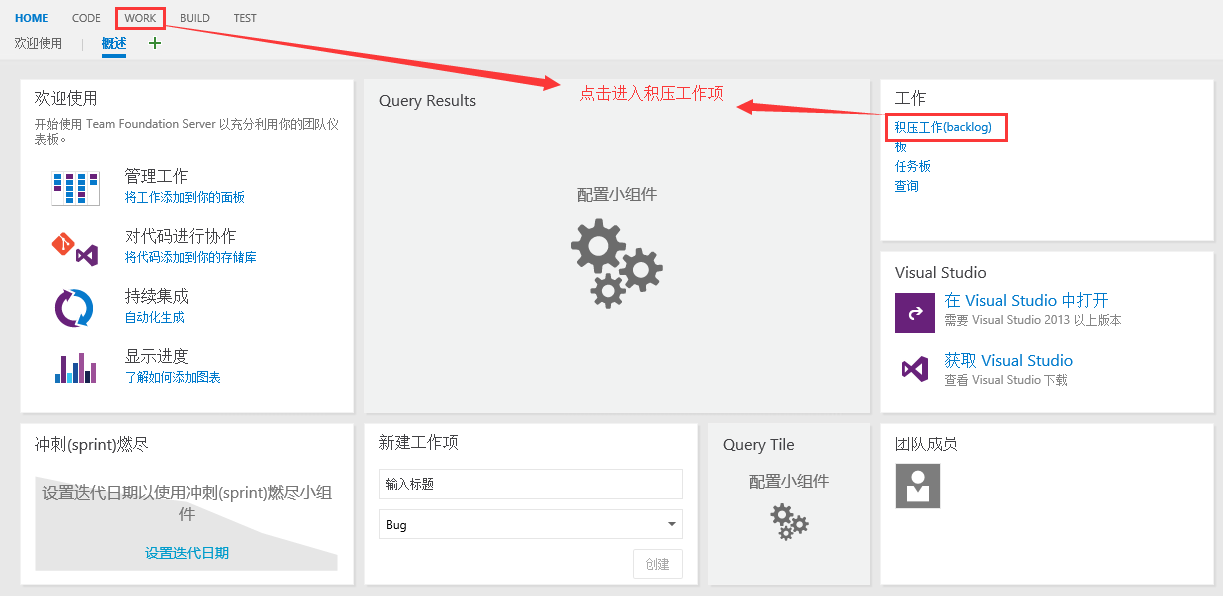 HOME CODE WORK BUILD TEST
欢迎使用 概述
欢迎使用
开始使用 Team Foundation Server 以充分利用你的团队仪
表板。
管理工作
将工作添加到你的面板
对代码进行协作
将代码添加到你的存储库
持续集成
自动化生成
显示进度
了解如何添加图表
Query Results
点击进入积压工作项
配置小组件
工作
积压工作(backlog)
板
任务板
查询
Visual Studio
在 Visual Studio 中打开
需要 Visual Studio 2013 以上版本
获取 Visual Studio
查看 Visual Studio 下载
冲刺(sprint)燃尽
设置迭代日期以使用冲刺(sprint)燃尽小组
件
设置迭代日期
新建工作项
输入标题
Bug
创建
Query Tile
配置小组件
团队成员